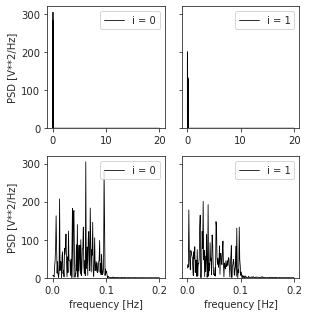 300
200
100
0
PSD [V**2/Hz]
i = 0
0 10 20
i = 1
0 10 20
300
200
100
0
PSD [V**2/Hz]
i = 0
0.0 0.1 0.2
frequency [Hz]
i = 1
0.0 0.1 0.2
frequency [Hz]